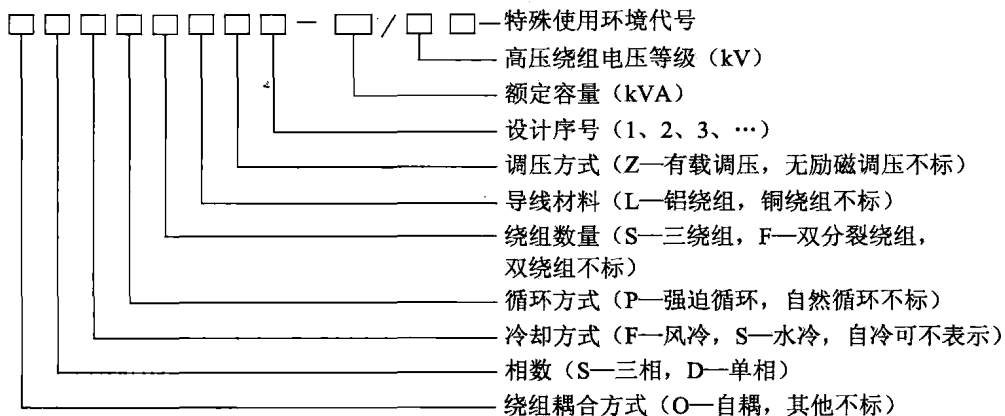 — / —特殊使用环境代号
高压绕组电压等级（kV）
额定容量（kVA）
设计序号（1、2、3、…）
调压方式（Z—有载调压，无励磁调压不标）
导线材料（L—铝绕组，铜绕组不标）
绕组数量（S—三绕组，F—双分裂绕组，
双绕组不标）
循环方式（P—强迫循环，自然循环不标）
冷却方式（F—风冷，S—水冷，自冷可不表示）
相数（S—三相，D—单相）
绕组耦合方式（O—自耦，其他不标）